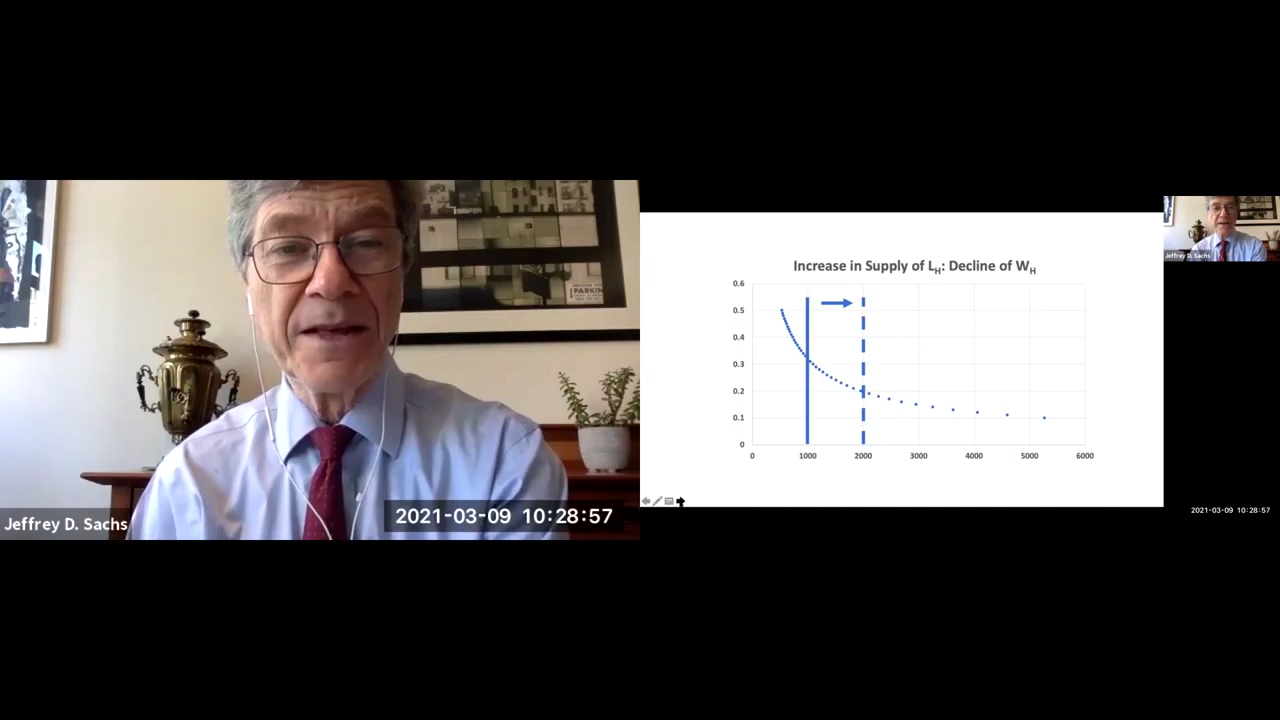 PARKIN
Jeffrey D. Sachs
2021-03-09 10:28:57
Increase in Supply of LH: Decline of WH
0.6
0.5
0.4
0.3
0.2
0.1
0
0 1000 2000 3000 4000 5000 6000
Jeffrey D. Sachs
2021-03-09 10:28:57